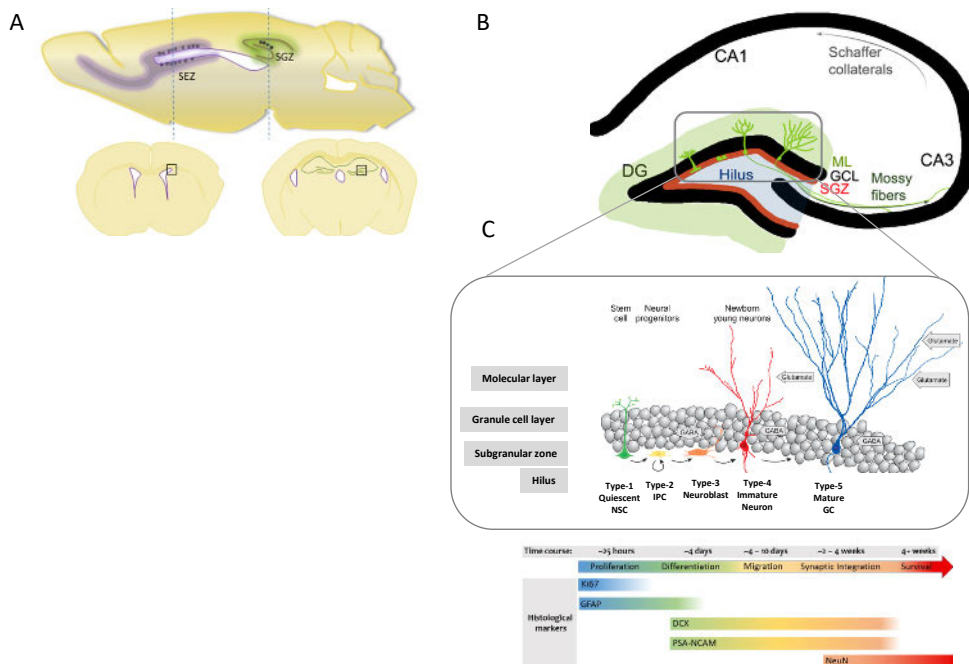 A
SEZ
SGZ
B
CA1
Schaffer
collaterals
CA3
DG
Hilus
ML
GCL
SGZ
Mossy
fibers
C
Stem
cell
Neural
progenitors
Newborn
young neurons
Glutamate
Glutamate
Glutamate
Molecular layer
Granule cell layer
Subgranular zone
Hilus
GABA
GABA
GABA
Type-1
Quiescent
NSC
Type-2
IPC
Type-3
Neuroblast
Type-4
Immature
Neuron
Type-5
Mature
GC
Time course: ~25 hours ~4 days ~4 – 10 days ~2 – 4 weeks 4+ weeks
Proliferation Differentiation Migration Synaptic Integration Survival
Histological
markers
Ki67
GFAP
DCX
PSA-NCAM
NeuN